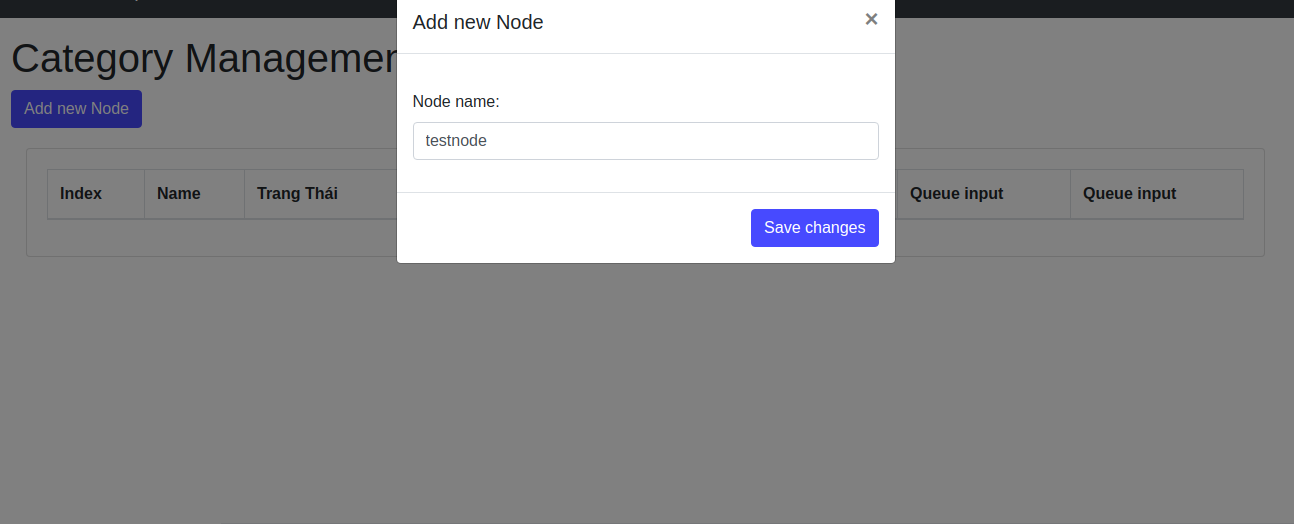 Add new Node
×
Category Managemen
Add new Node
Node name:
testnode
Index Name Trang Thái Queue input Queue input
Save changes